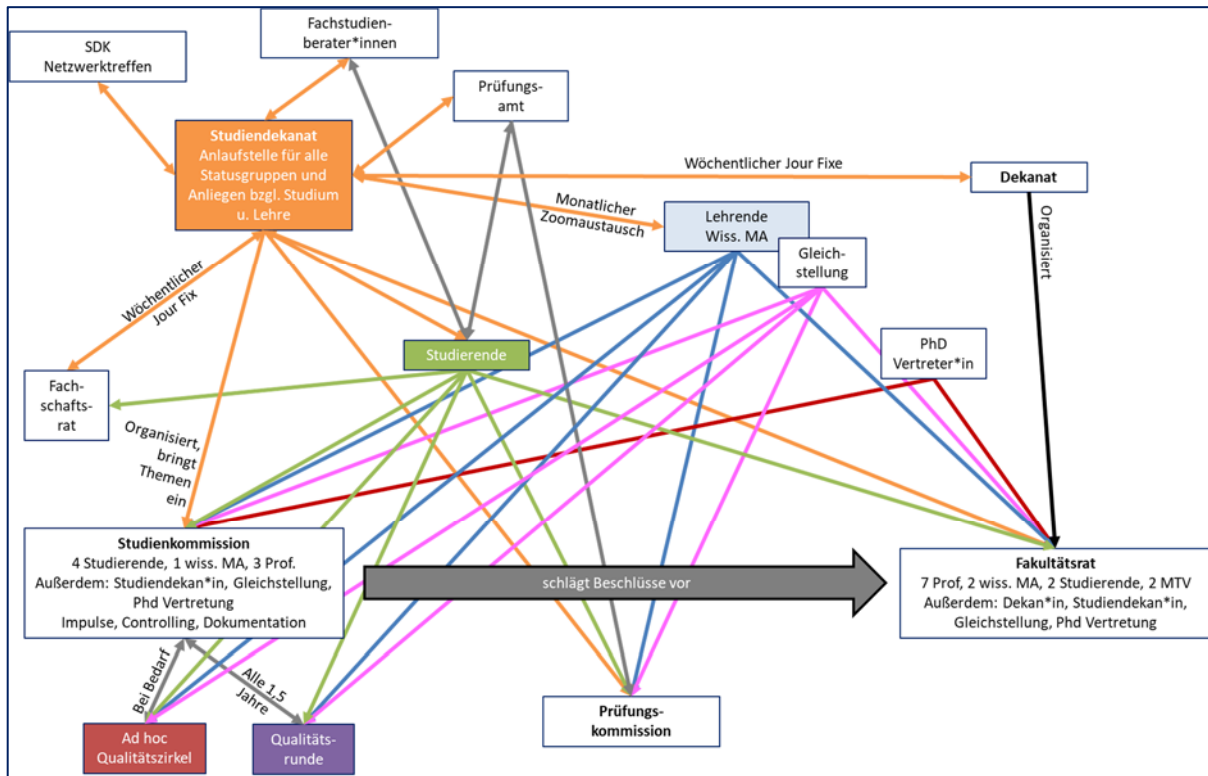 SDK
Netzwerktreffen
Fachstudien-
berater*innen
Prüfungs-
amt
Studiendekanat
Anlaufstelle für alle
Statusgruppen und
Anliegen bzgl. Studium
u. Lehre
Wöchentlicher Jour Fixe
Dekanat
Monatlicher
Zoomaustausch
Lehrende
Wiss. MA
Gleich-
stellung
Organisiert
Wöchentlicher
Jour Fix
Studierende
PhD
Vertreter*in
Fach-
schafts-
rat
Organisiert,
bringt
Themen
ein
Studienkommission
4 Studierende, 1 wiss. MA, 3 Prof.
Außerdem: Studiendekan*in, Gleichstellung,
Phd Vertretung
Impulse, Controlling, Dokumentation
schlägt Beschlüsse vor
Fakultätsrat
7 Prof, 2 wiss. MA, 2 Studierende, 2 MTV
Außerdem: Dekan*in, Studiendekan*in,
Gleichstellung, Phd Vertretung
Bei Bedarf
Alle 1,5
Jahre
Ad hoc
Qualitätszirkel
Qualitäts-
runde
Prüfungs-
kommission